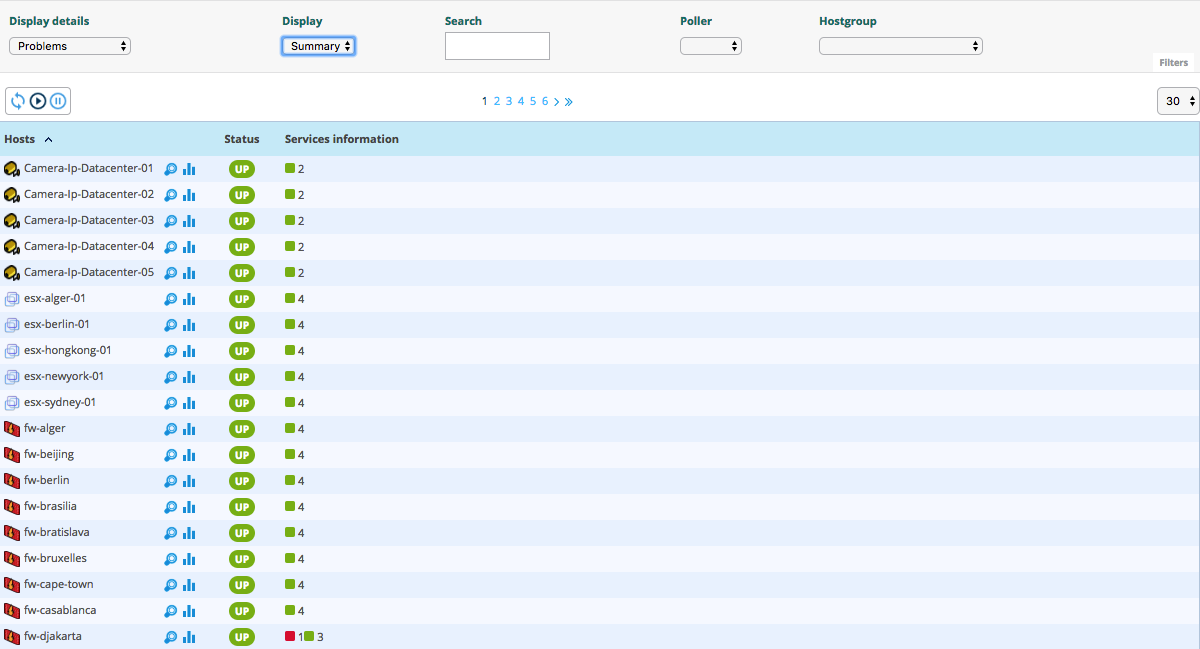 Display details Display Search Poller Hostgroup
Problems Summary
Filters
1 2 3 4 5 6 30
Hosts Status Services information
Camera-Ip-Datacenter-01 UP 2
Camera-Ip-Datacenter-02 UP 2
Camera-Ip-Datacenter-03 UP 2
Camera-Ip-Datacenter-04 UP 2
Camera-Ip-Datacenter-05 UP 2
esx-alger-01 UP 4
esx-berlin-01 UP 4
esx-hongkong-01 UP 4
esx-newyork-01 UP 4
esx-sydney-01 UP 4
fw-alger UP 4
fw-beijing UP 4
fw-berlin UP 4
fw-brasilia UP 4
fw-bratislava UP 4
fw-bruxelles UP 4
fw-cape-town UP 4
fw-casablanca UP 4
fw-djakarta UP 1 3